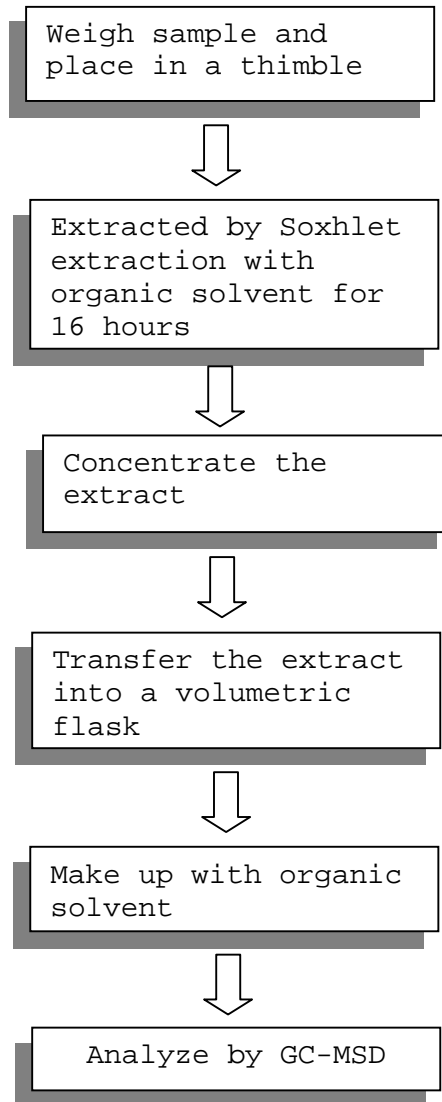 Weigh sample and
place in a thimble
Extracted by Soxhlet
extraction with
organic solvent for
16 hours
Concentrate the
extract
Transfer the extract
into a volumetric
flask
Make up with organic
solvent
Analyze by GC-MSD